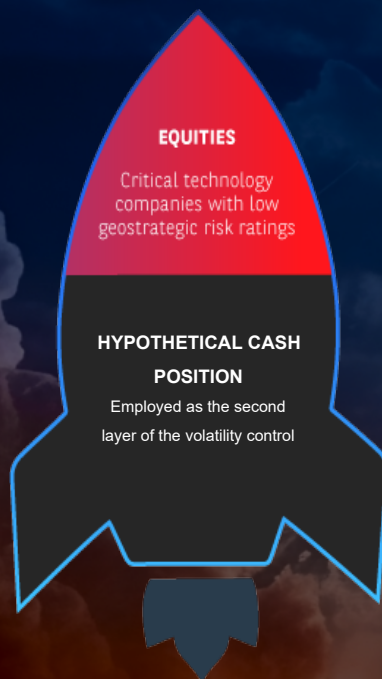 EQUITIES
Critical technology
companies with low
geostrategic risk ratings
HYPOTHETICAL CASH
POSITION
Employed as the second
layer of the volatility control